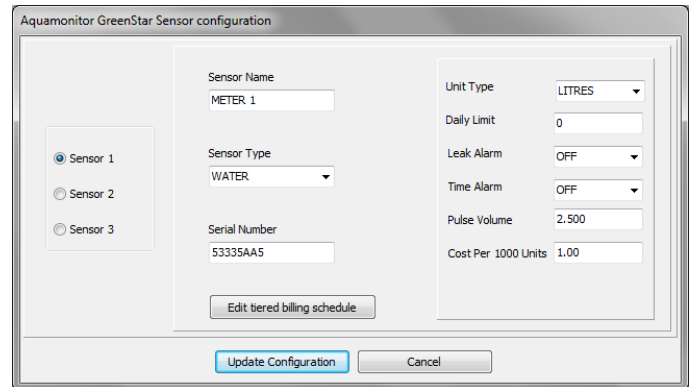 Aquamonitor GreenStar Sensor configuration
Sensor 1
Sensor 2
Sensor 3
Sensor Name
METER 1
Sensor Type
WATER
Serial Number
53335AA5
Edit tiered billing schedule
Unit Type LITRES
Daily Limit 0
Leak Alarm OFF
Time Alarm OFF
Pulse Volume 2.500
Cost Per 1000 Units 1.00
Update Configuration Cancel